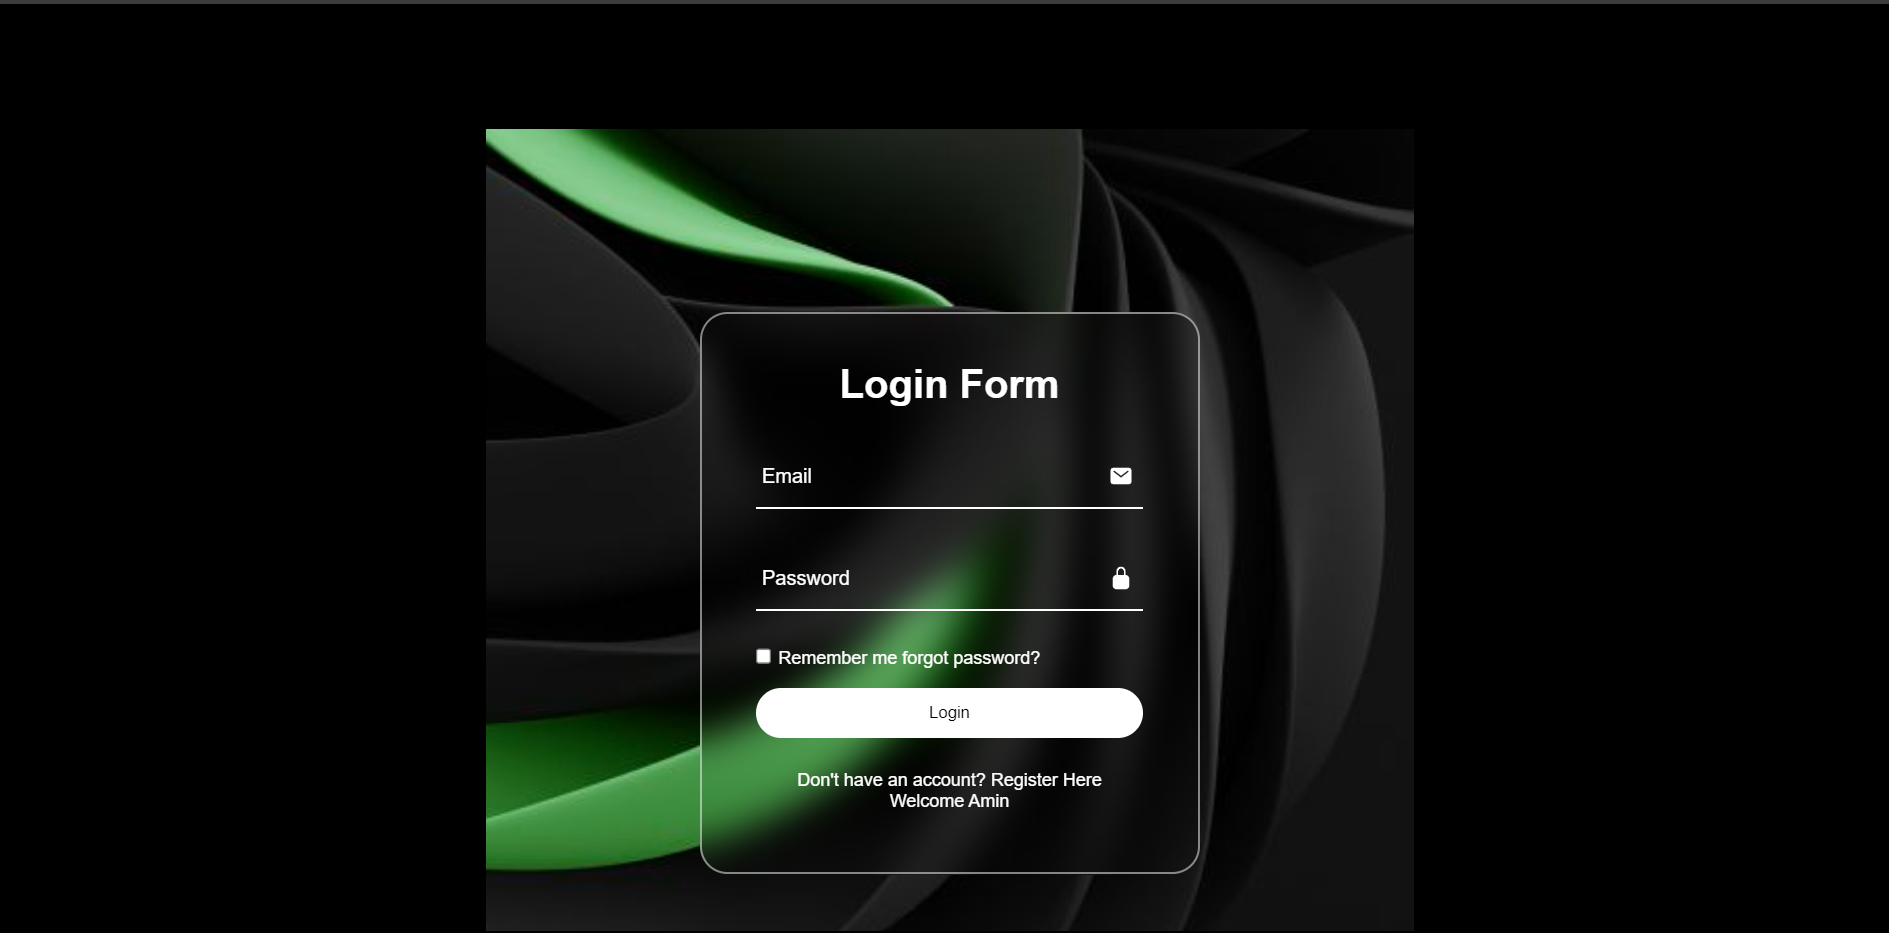 Login Form
Email
Password
Remember me forgot password?
Login
Don't have an account? Register Here
Welcome Amin